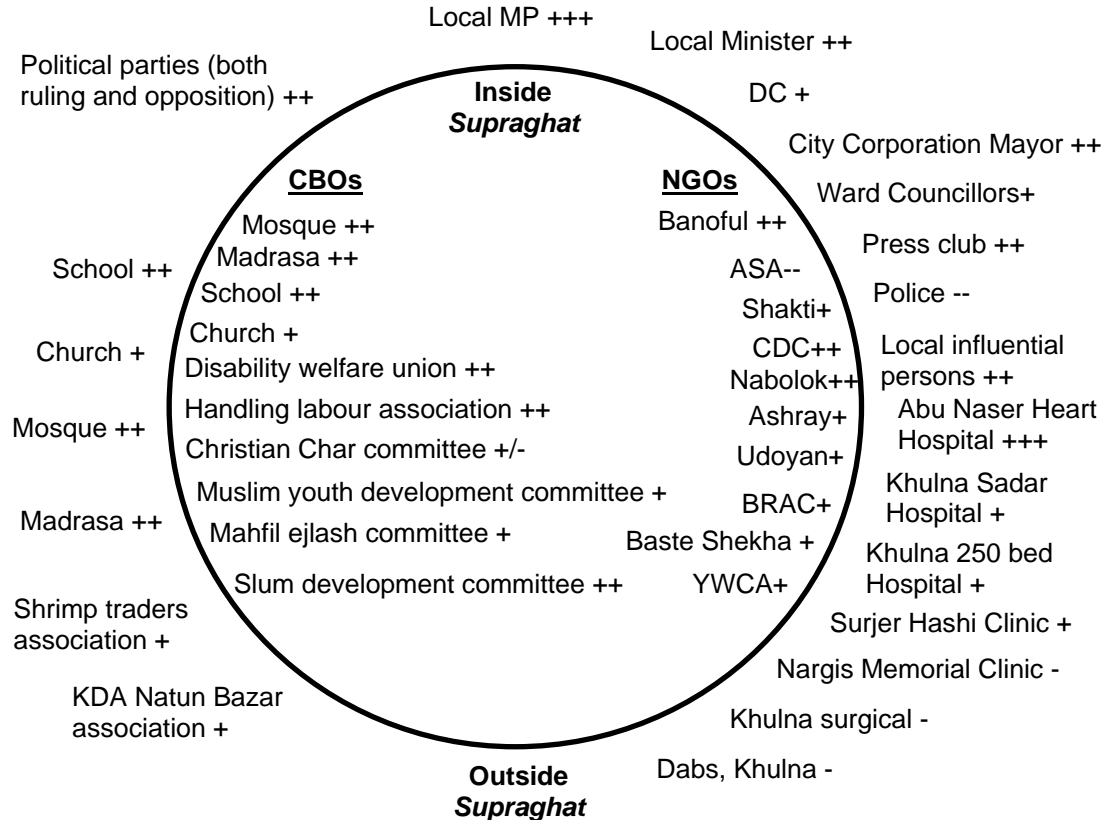 Local MP +++
Local Minister ++
Political parties (both
ruling and opposition) ++
DC +
City Corporation Mayor ++
Ward Councillors+
Press club ++
Police --
Local influential
persons ++
Abu Naser Heart
Hospital +++
Khulna Sadar
Hospital +
Khulna 250 bed
Hospital +
Surjer Hashi Clinic +
Nargis Memorial Clinic -
Khulna surgical -
Dabs, Khulna -
School ++
Church +
Mosque ++
Madrasa ++
Shrimp traders
association +
KDA Natun Bazar
association +
Inside
Supraghat
CBOs
Mosque ++
Madrasa ++
School ++
Church +
Disability welfare union ++
Handling labour association ++
Christian Char committee +/-
Muslim youth development committee +
Mahfil ejlash committee +
Slum development committee ++
NGOs
Banoful ++
ASA--
Shakti+
CDC++
Nabolok++
Ashray+
Udoyan+
BRAC+
Baste Shekha +
YWCA+
Outside
Supraghat